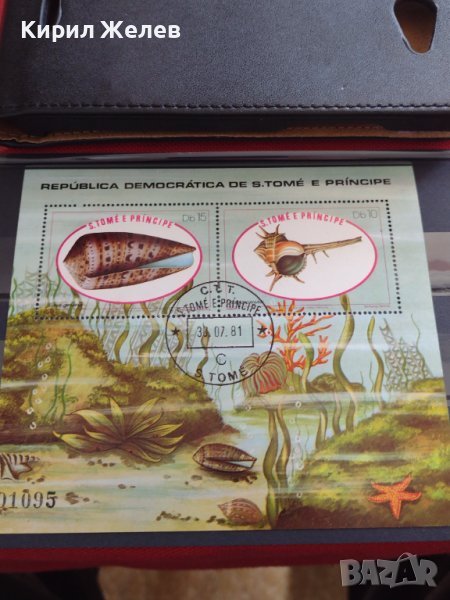 Кирил Желев
REPÚBLICA DEMOCRÁTICA DE S.TOMÉ E PRÍNCIPE
S.TOMÉ E PRÍNCIPE
Db 15
S.TOMÉ E PRÍNCIPE
Db 10
C.T.T.
S.TOMÉ E PRÍNCIPE
07.81
C
S. TOMÉ
01095
BAZAR